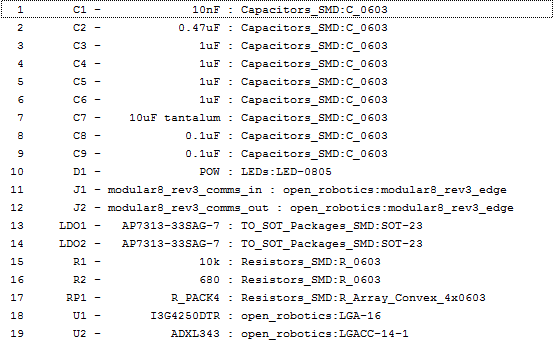 1 C1 - 10nF : Capacitors_SMD:C_0603
2 C2 - 0.47uF : Capacitors_SMD:C_0603
3 C3 - 1uF : Capacitors_SMD:C_0603
4 C4 - 1uF : Capacitors_SMD:C_0603
5 C5 - 1uF : Capacitors_SMD:C_0603
6 C6 - 1uF : Capacitors_SMD:C_0603
7 C7 - 10uF tantalum : Capacitors_SMD:C_0603
8 C8 - 0.1uF : Capacitors_SMD:C_0603
9 C9 - 0.1uF : Capacitors_SMD:C_0603
10 D1 - POW : LEDs:LED-0805
11 J1 - modular8_rev3_comms_in : open_robotics:modular8_rev3_edge
12 J2 - modular8_rev3_comms_out : open_robotics:modular8_rev3_edge
13 LDO1 - AP7313-33SAG-7 : TO_SOT_Packages_SMD:SOT-23
14 LDO2 - AP7313-33SAG-7 : TO_SOT_Packages_SMD:SOT-23
15 R1 - 10k : Resistors_SMD:R_0603
16 R2 - 680 : Resistors_SMD:R_0603
17 RP1 - R_PACK4 : Resistors_SMD:R_Array_Convex_4x0603
18 U1 - I3G4250DTR : open_robotics:LGA-16
19 U2 - ADXL343 : open_robotics:LGACC-14-1